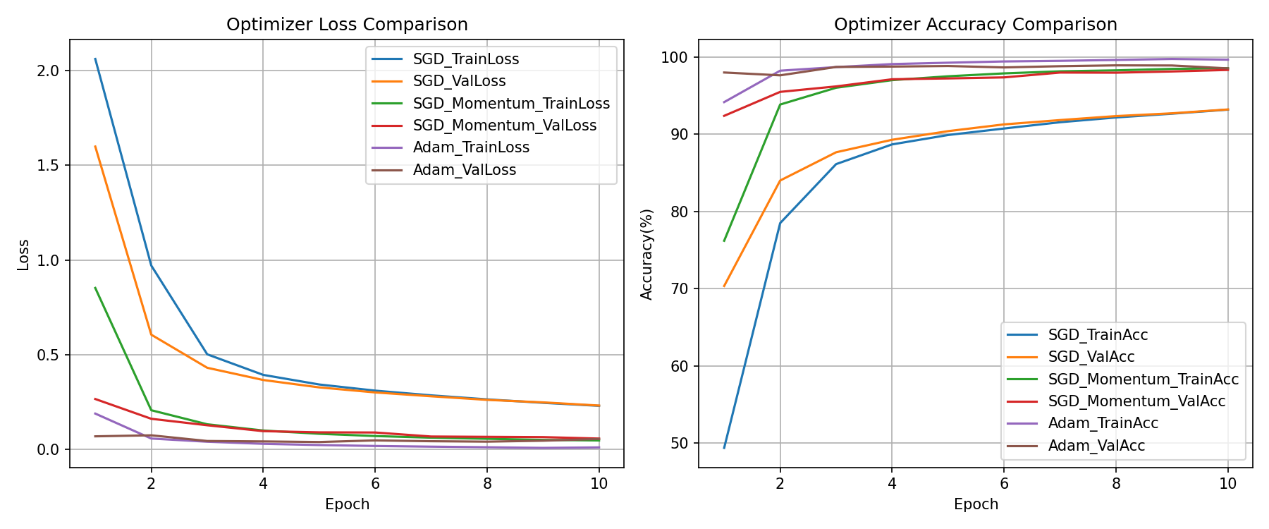 Optimizer Loss Comparison
2.0
1.5
1.0
0.5
0.0
Loss
2
4
6
8
10
Epoch
SGD_TrainLoss
SGD_ValLoss
SGD_Momentum_TrainLoss
SGD_Momentum_ValLoss
Adam_TrainLoss
Adam_ValLoss
Optimizer Accuracy Comparison
100
90
80
70
60
50
Accuracy(%)
2
4
6
8
10
Epoch
SGD_TrainAcc
SGD_ValAcc
SGD_Momentum_TrainAcc
SGD_Momentum_ValAcc
Adam_TrainAcc
Adam_ValAcc